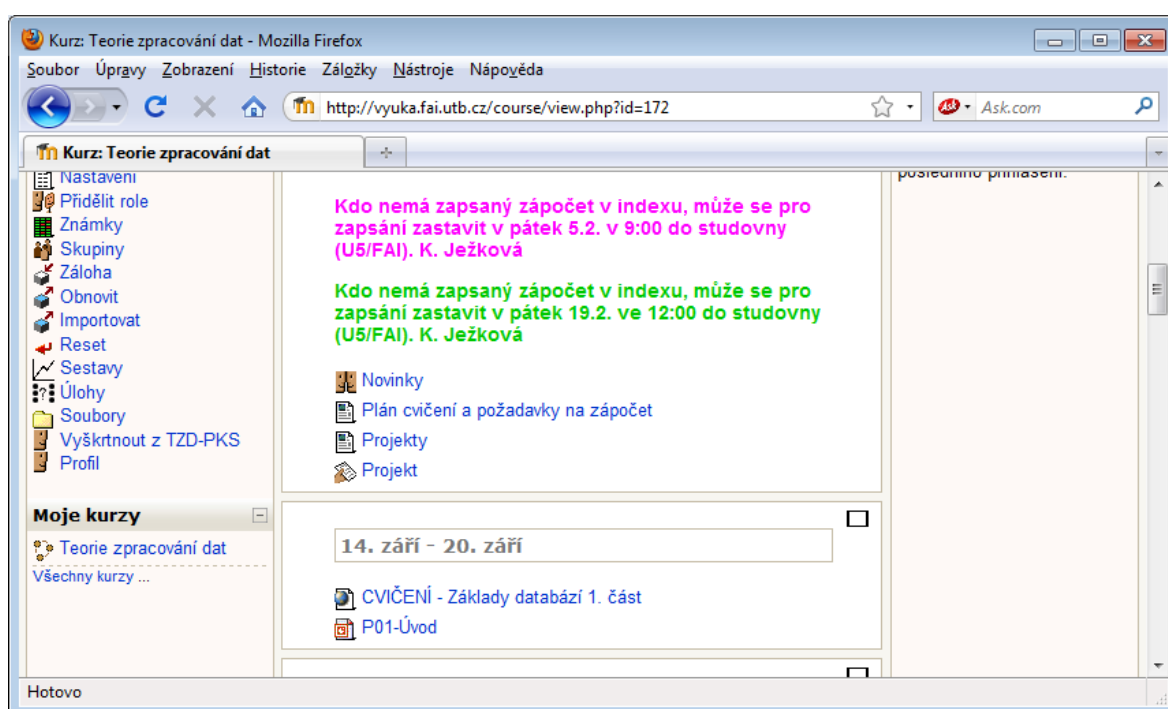 Kurz: Teorie zpracování dat - Mozilla Firefox
Soubor Úpravy Zobrazení Historie Záložky Nástroje Nápověda
http://vyuka.fai.utb.cz/course/view.php?id=172
Ask.com
Kurz: Teorie zpracování dat
Nastavení
Přidělit role
Známky
Skupiny
Záloha
Obnovit
Importovat
Reset
Sestavy
Úlohy
Soubory
Vyškrtnout z TZD-PKS
Profil
Moje kurzy
Teorie zpracování dat
Všechny kurzy ...
Kdo nemá zapsaný zápočet v indexu, může se pro
zapsání zastavit v pátek 5.2. v 9:00 do studovny
(U5/FAI). K. Ježková
Kdo nemá zapsaný zápočet v indexu, může se pro
zapsání zastavit v pátek 19.2. ve 12:00 do studovny
(U5/FAI). K. Ježková
Novinky
Plán cvičení a požadavky na zápočet
Projekty
Projekt
14. září - 20. září
CVIČENÍ - Základy databází 1. část
P01-Úvod
posledního přihlášení.
Hotovo